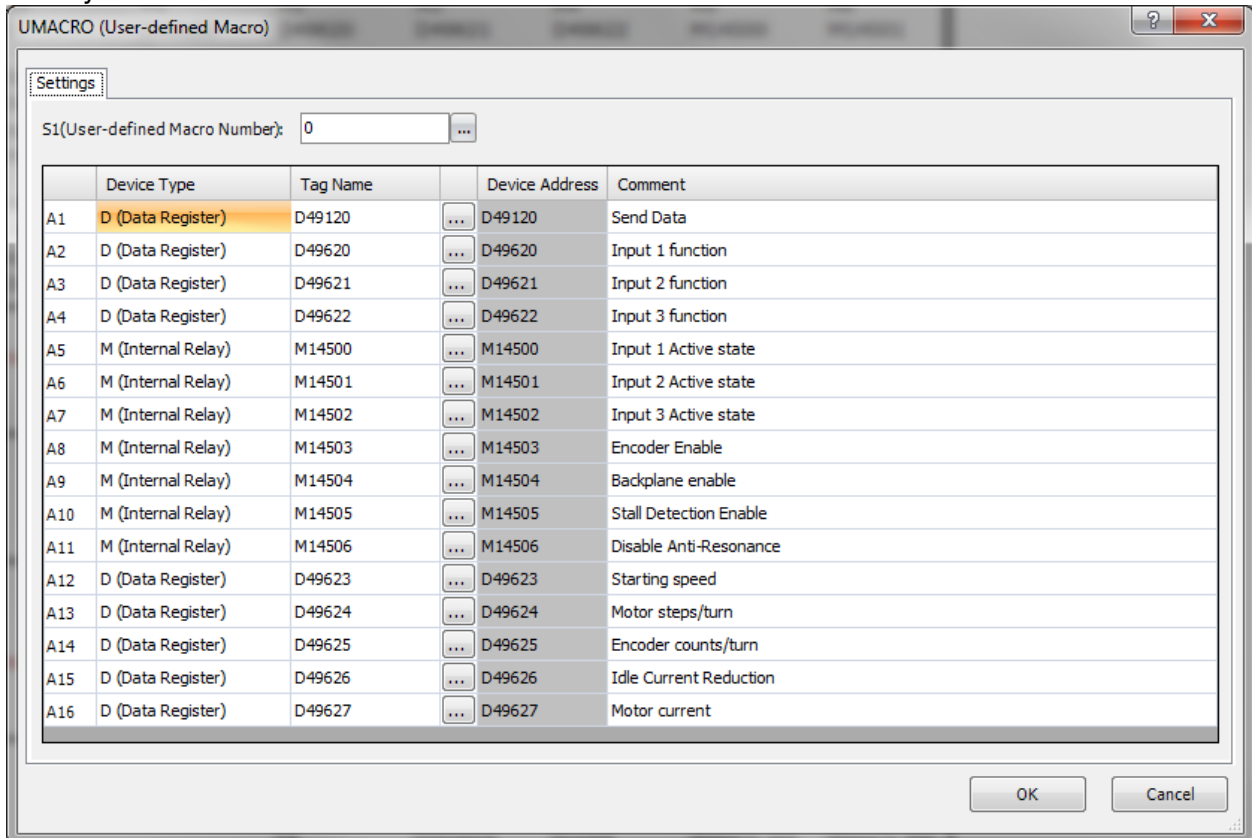 UMACRO (User-defined Macro)
? X
Settings
S1(User-defined Macro Number): 0 ...
Device Type Tag Name Device Address Comment
A1 D (Data Register) D49120 ... D49120 Send Data
A2 D (Data Register) D49620 ... D49620 Input 1 function
A3 D (Data Register) D49621 ... D49621 Input 2 function
A4 D (Data Register) D49622 ... D49622 Input 3 function
A5 M (Internal Relay) M14500 ... M14500 Input 1 Active state
A6 M (Internal Relay) M14501 ... M14501 Input 2 Active state
A7 M (Internal Relay) M14502 ... M14502 Input 3 Active state
A8 M (Internal Relay) M14503 ... M14503 Encoder Enable
A9 M (Internal Relay) M14504 ... M14504 Backplane enable
A10 M (Internal Relay) M14505 ... M14505 Stall Detection Enable
A11 M (Internal Relay) M14506 ... M14506 Disable Anti-Resonance
A12 D (Data Register) D49623 ... D49623 Starting speed
A13 D (Data Register) D49624 ... D49624 Motor steps/turn
A14 D (Data Register) D49625 ... D49625 Encoder counts/turn
A15 D (Data Register) D49626 ... D49626 Idle Current Reduction
A16 D (Data Register) D49627 ... D49627 Motor current
OK Cancel